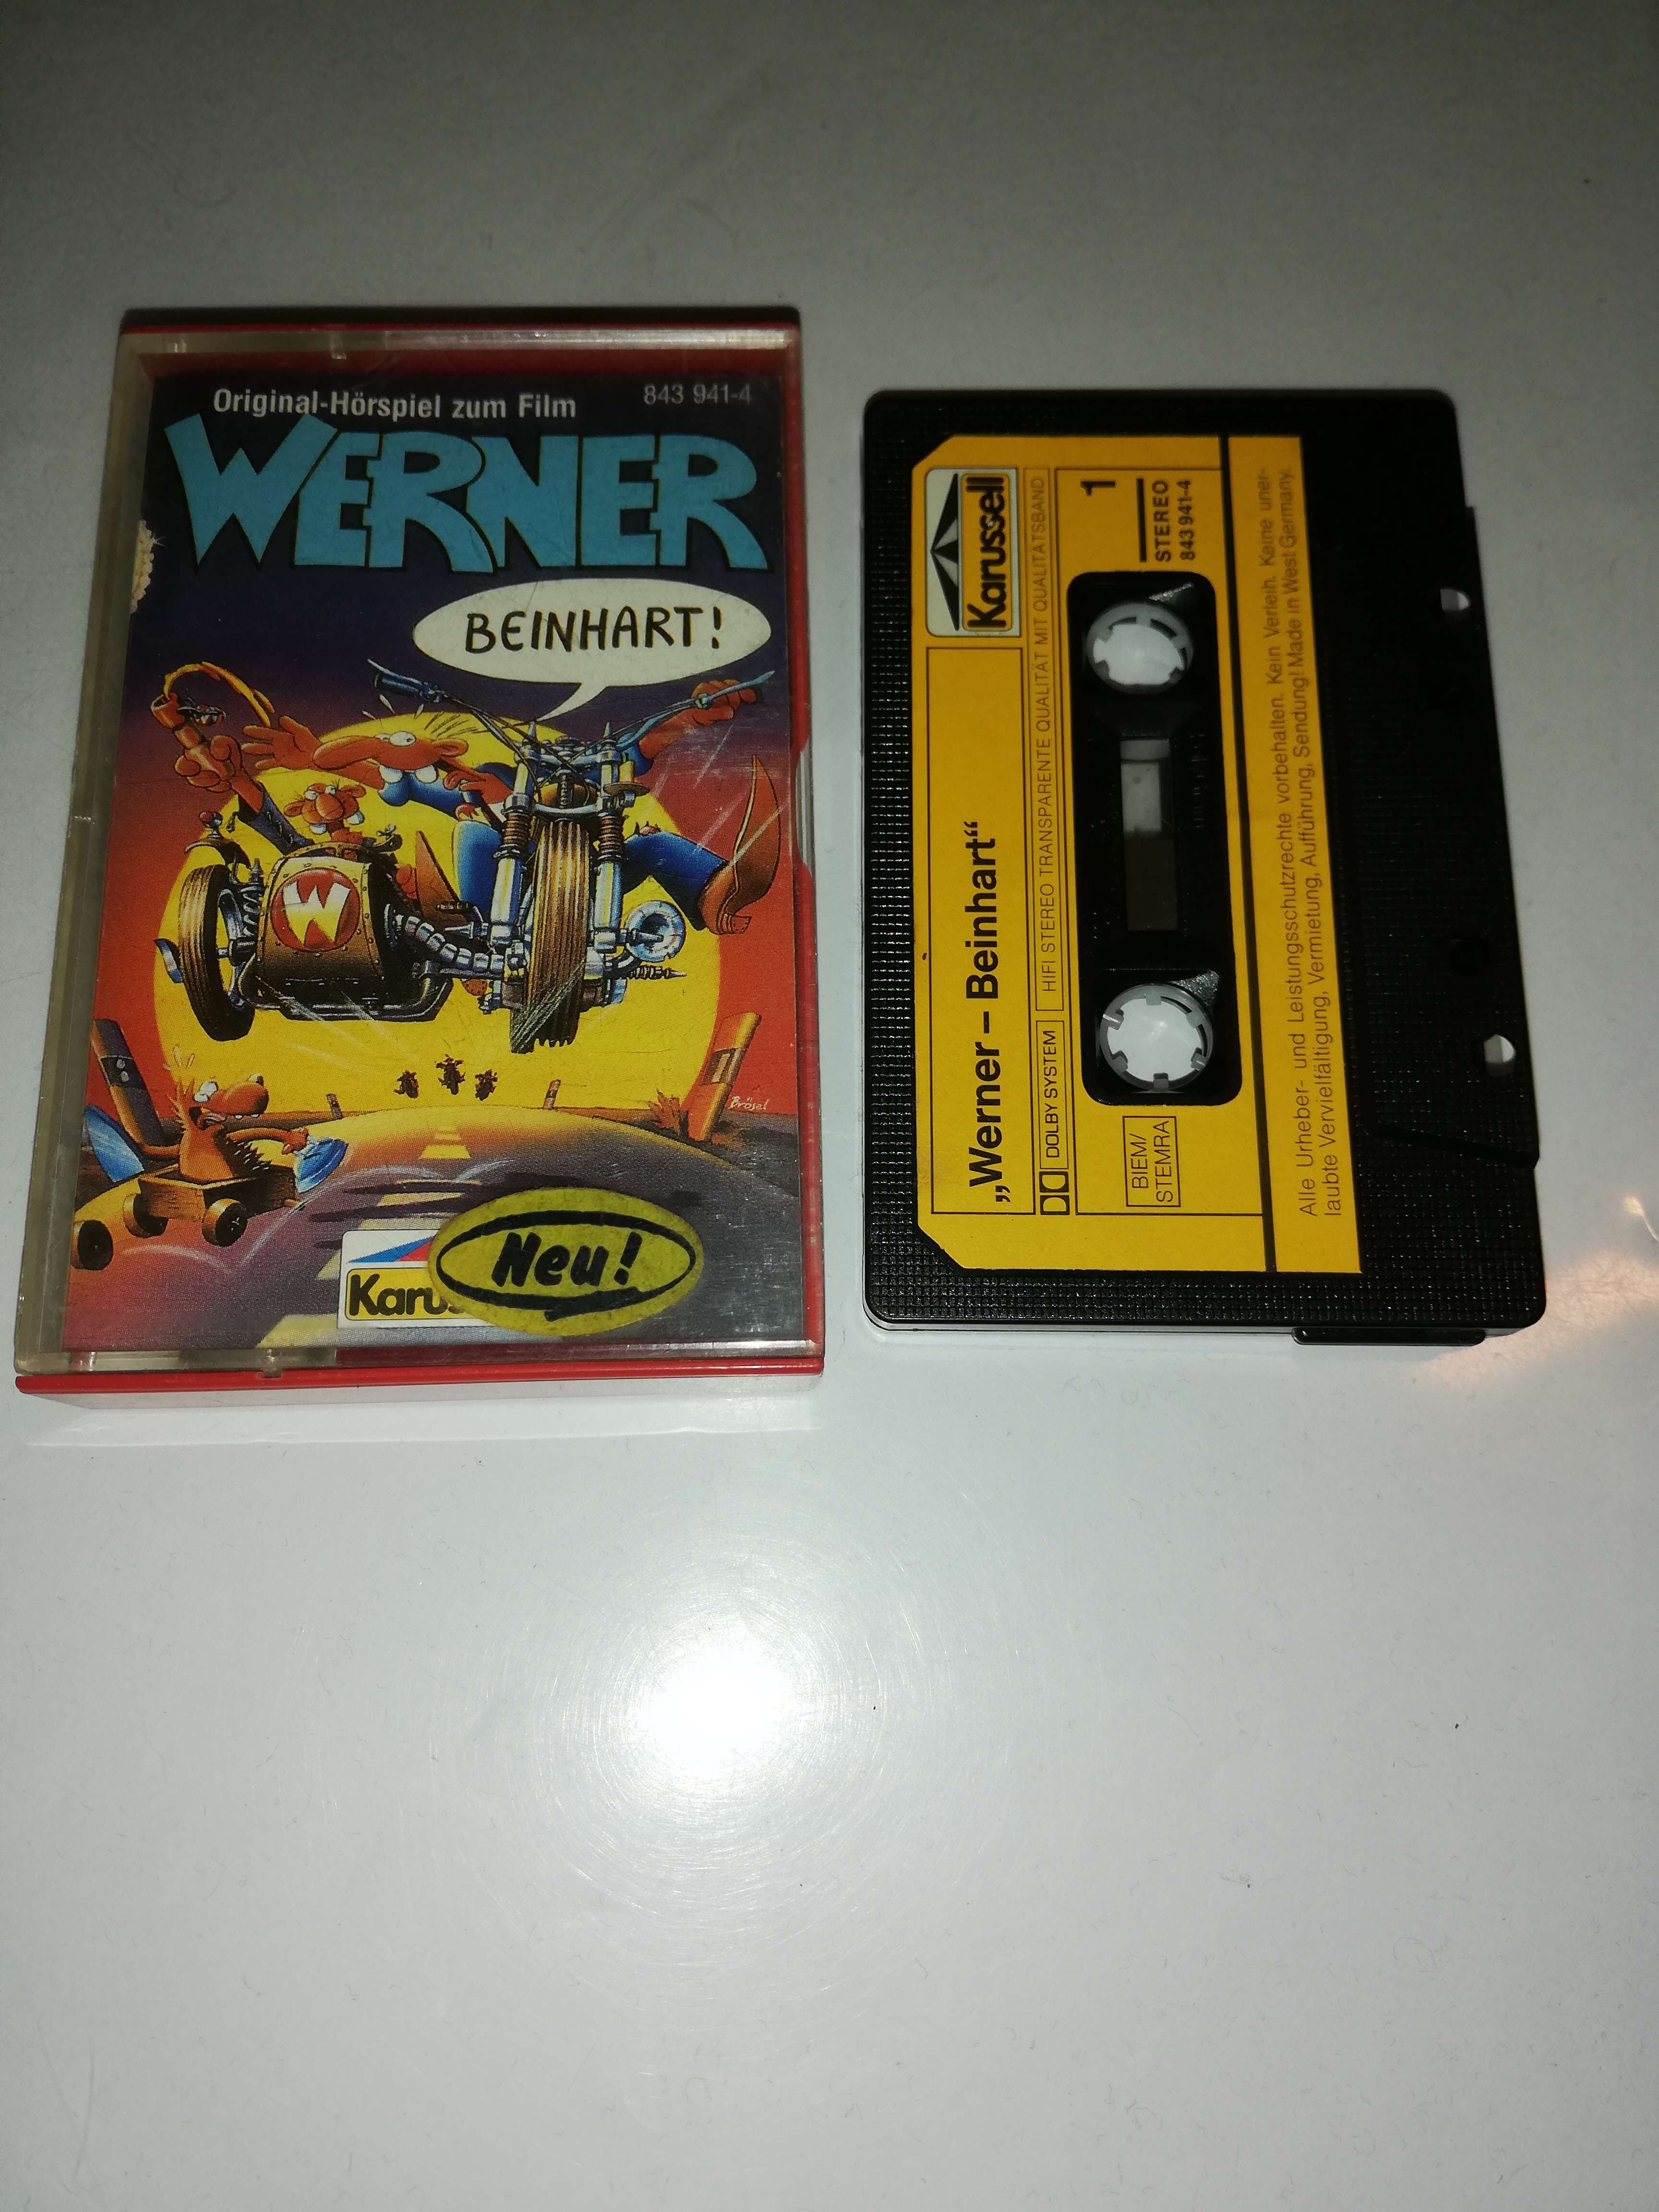 Original-Hörspiel zum Film
843 941-4
WERNER
BEINHART!
W
Brösel
Neu!
Karussell
1
STEREO
843 941-4
„Werner – Beinhart“
DOLBY SYSTEM
HIFI STEREO TRANSPARENTE QUALITÄT MIT QUALITÄTSBAND
BIEM/
STEMRA
Alle Urheber- und Leistungsschutzrechte vorbehalten. Kein Verleih. Keine uner-
laubte Vervielfältigung, Vermietung, Aufführung, Sendung! Made in West Germany